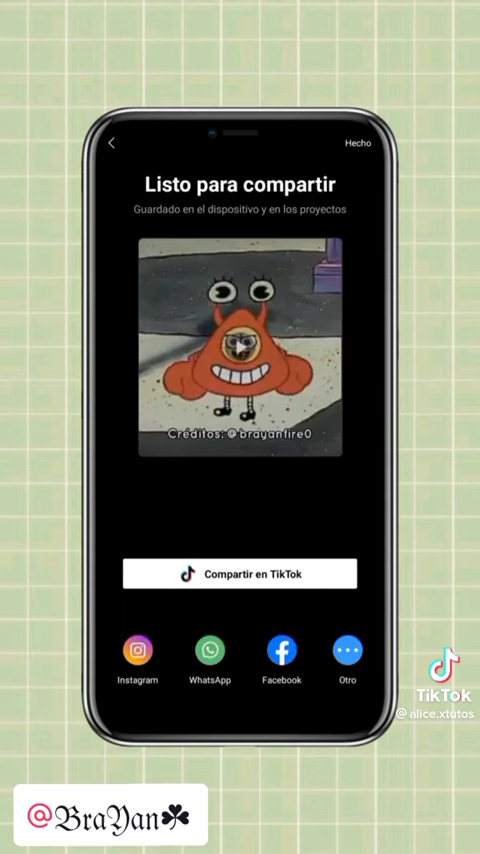 Hecho
Listo para compartir
Guardado en el dispositivo y en los proyectos
Créditos: @brayanfire0
Compartir en TikTok
Instagram
WhatsApp
Facebook
Otro
TikTok
@alice.xtutos
@BraYan☘